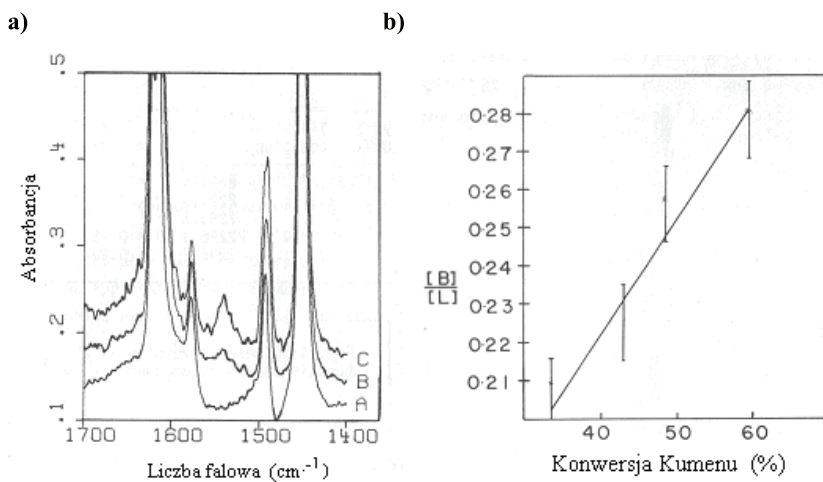 a)
Absorbancja
.5
.4
.3
.2
.1
C
B
A
1700 1600 1500 1400
Liczba falowa (cm⁻¹)
b)
[B]
[L]
0·28
0·27
0·26
0·25
0·24
0·23
0·22
0·21
40 50 60
Konwersja Kumenu (%)